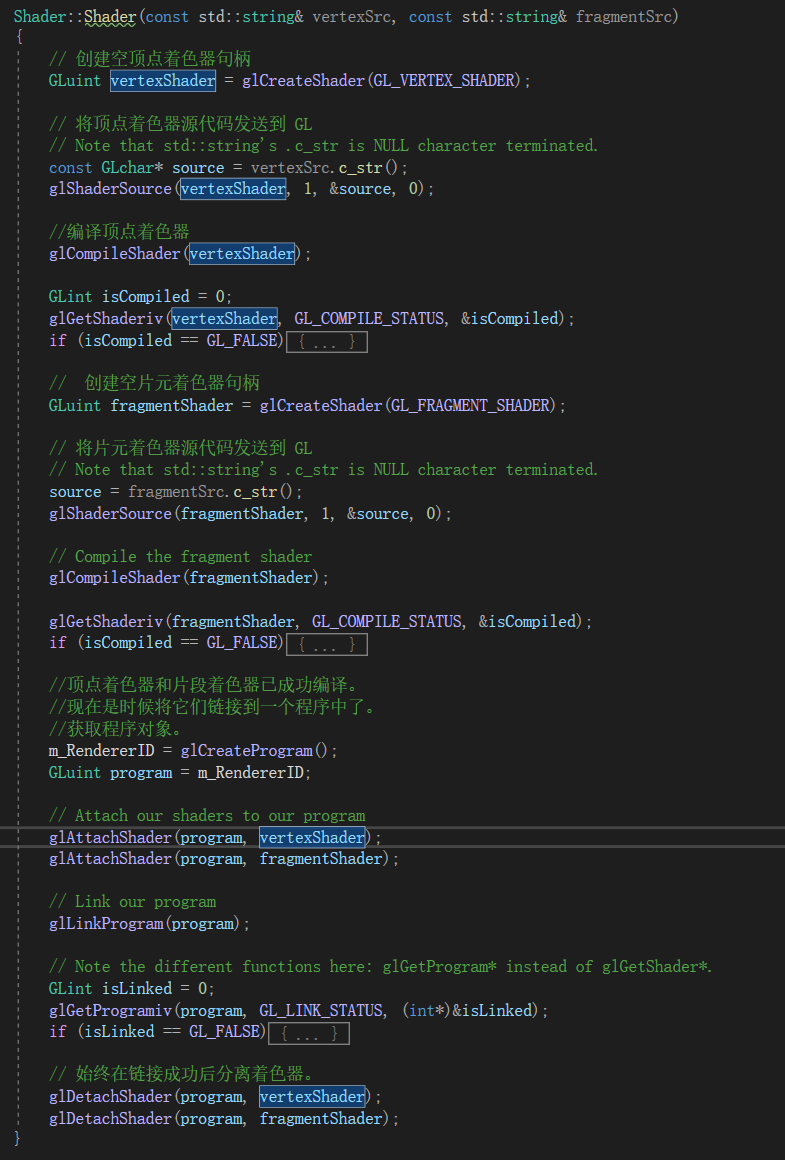 Shader::Shader(const std::string& vertexSrc, const std::string& fragmentSrc)
{
// 创建空顶点着色器句柄
GLuint vertexShader = glCreateShader(GL_VERTEX_SHADER);
// 将顶点着色器源代码发送到 GL
// Note that std::string's .c_str is NULL character terminated.
const GLchar* source = vertexSrc.c_str();
glShaderSource(vertexShader, 1, &source, 0);
//编译顶点着色器
glCompileShader(vertexShader);
GLint isCompiled = 0;
glGetShaderiv(vertexShader, GL_COMPILE_STATUS, &isCompiled);
if (isCompiled == GL_FALSE){ ... }
//  创建空片元着色器句柄
GLuint fragmentShader = glCreateShader(GL_FRAGMENT_SHADER);
// 将片元着色器源代码发送到 GL
// Note that std::string's .c_str is NULL character terminated.
source = fragmentSrc.c_str();
glShaderSource(fragmentShader, 1, &source, 0);
// Compile the fragment shader
glCompileShader(fragmentShader);
glGetShaderiv(fragmentShader, GL_COMPILE_STATUS, &isCompiled);
if (isCompiled == GL_FALSE){ ... }
//顶点着色器和片段着色器已成功编译。
//现在是时候将它们链接到一个程序中了。
//获取程序对象。
m_RendererID = glCreateProgram();
GLuint program = m_RendererID;
// Attach our shaders to our program
glAttachShader(program, vertexShader);
glAttachShader(program, fragmentShader);
// Link our program
glLinkProgram(program);
// Note the different functions here: glGetProgram* instead of glGetShader*.
GLint isLinked = 0;
glGetProgramiv(program, GL_LINK_STATUS, (int*)&isLinked);
if (isLinked == GL_FALSE){ ... }
// 始终在链接成功后分离着色器。
glDetachShader(program, vertexShader);
glDetachShader(program, fragmentShader);
}